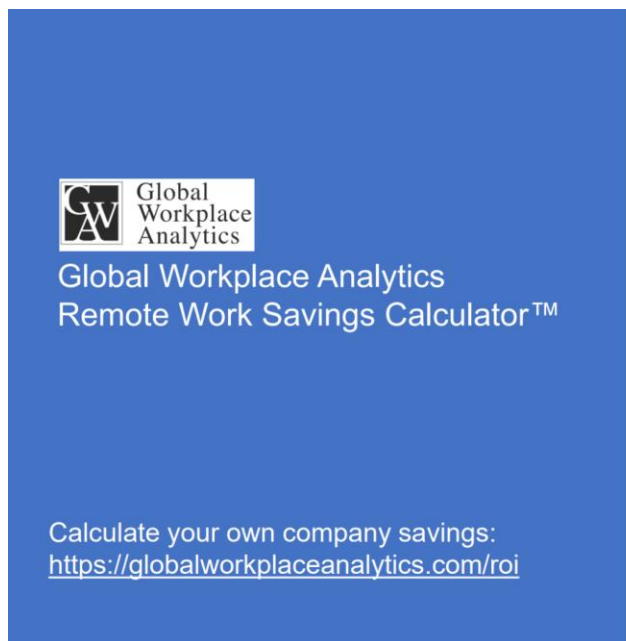 GWA
Global
Workplace
Analytics
Global Workplace Analytics
Remote Work Savings Calculator™
Calculate your own company savings:
https://globalworkplaceanalytics.com/roi